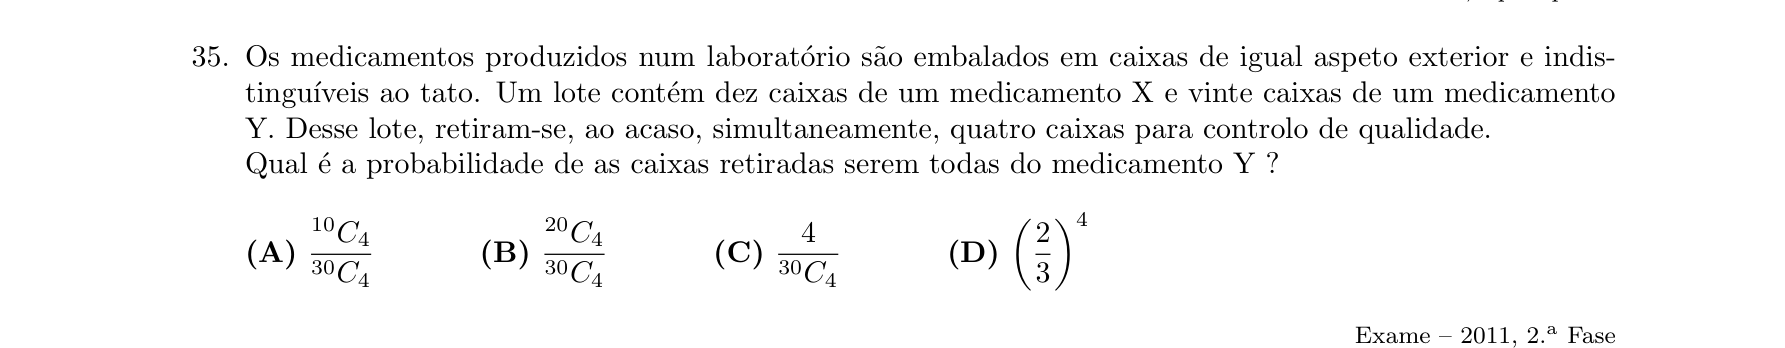 35. Os medicamentos produzidos num laboratório são embalados em caixas de igual aspeto exterior e indis-
tinguíveis ao tato. Um lote contém dez caixas de um medicamento X e vinte caixas de um medicamento
Y. Desse lote, retiram-se, ao acaso, simultaneamente, quatro caixas para controlo de qualidade.
Qual é a probabilidade de as caixas retiradas serem todas do medicamento Y ?
(A) $\frac{^{10}C_4}{^{30}C_4}$ (B) $\frac{^{20}C_4}{^{30}C_4}$ (C) $\frac{4}{^{30}C_4}$ (D) $\left(\frac{2}{3}\right)^4$
Exame – 2011, 2.ª Fase